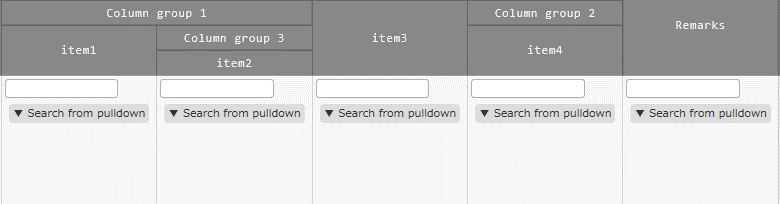 Column group 1
Column group 2
Remarks
item1
Column group 3
item3
item4
item2
▼ Search from pulldown
▼ Search from pulldown
▼ Search from pulldown
▼ Search from pulldown
▼ Search from pulldown